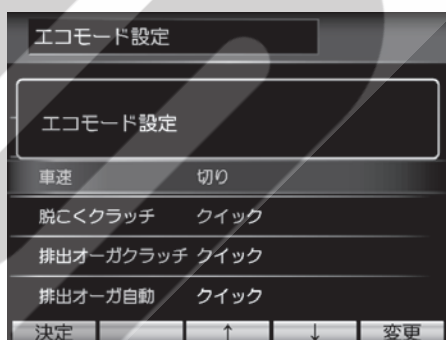 エコモード設定
エコモード設定
車速 切り
脱こくクラッチ クイック
排出オーガクラッチ クイック
排出オーガ自動 クイック
決定 ↑ ↓ 変更